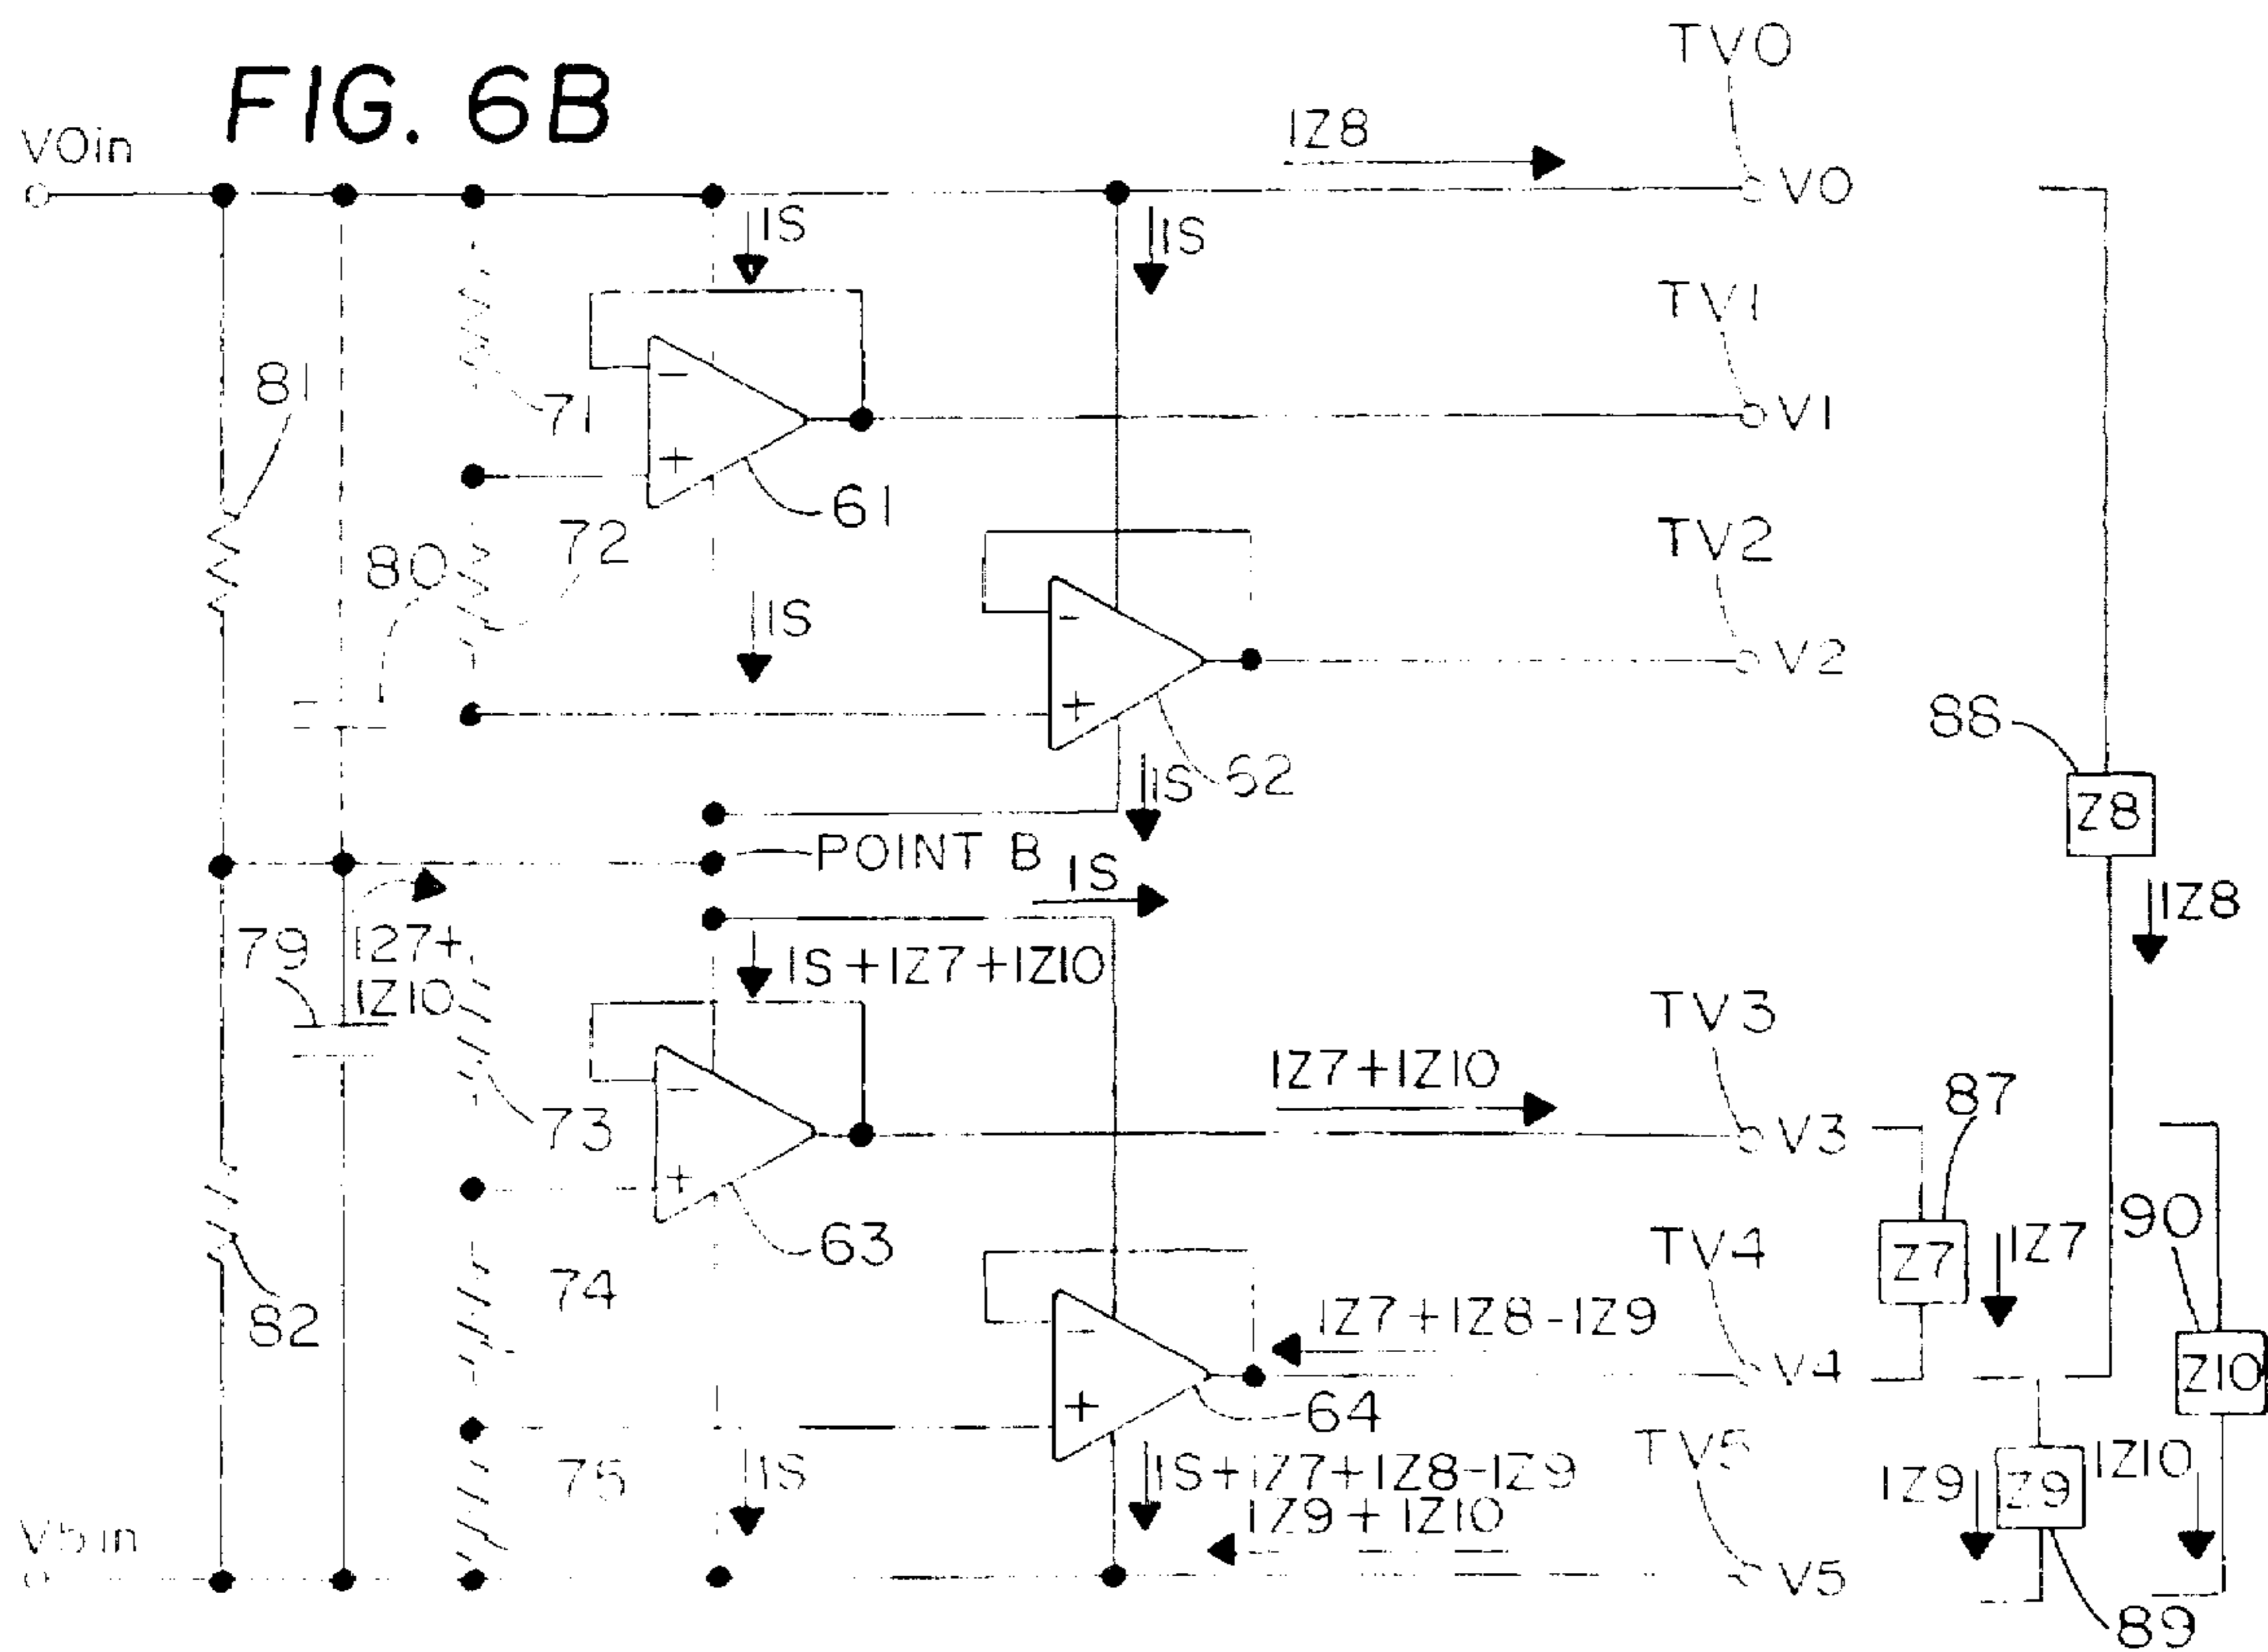 FIG. 6B
TV0
V0in
IZ8
V0
IS
IS
TV1
81
71
V1
61
72
TV2
80
IS
V2
88
62
IS
Z8
POINT B
IS
IZ8
79
127+
IZ10
IS+IZ7+IZ10
TV3
IZ7+IZ10
87
73
V3
90
63
TV4
IZ7
Z7
74
82
IZ7+IZ8-IZ9
V4
Z10
64
TV5
75
IS
IS+IZ7+IZ8-IZ9
IZ9
Z9
IZ10
IZ9+IZ10
V5in
V5
89